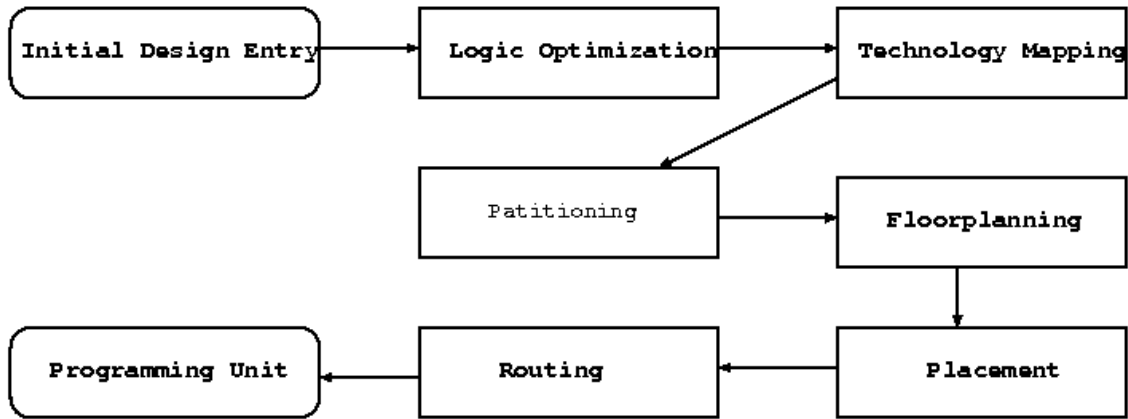 Initial Design Entry
Logic Optimization
Technology Mapping
Patitioning
Floorplanning
Programming Unit
Routing
Placement